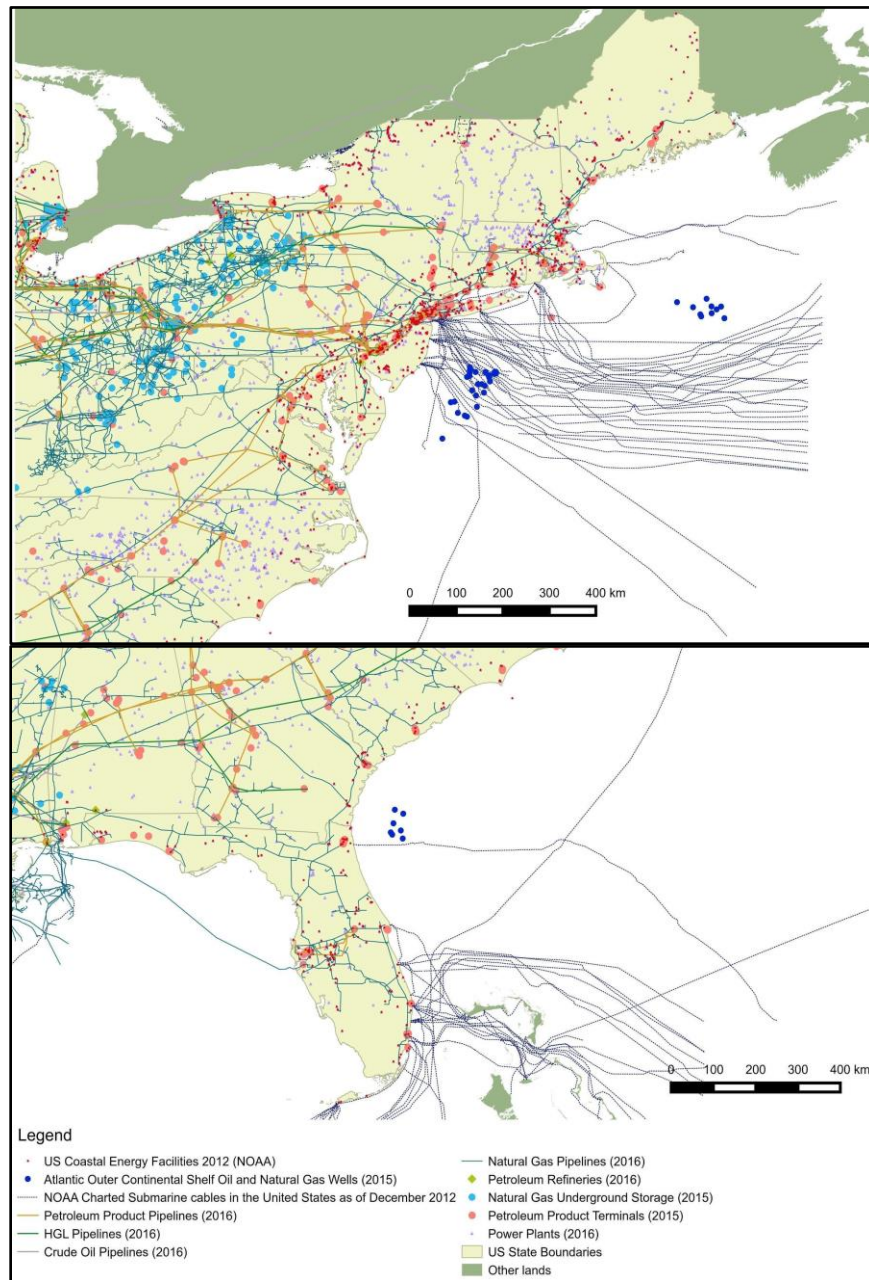 0 100 200 300 400 km
0 100 200 300 400 km
Legend
US Coastal Energy Facilities 2012 (NOAA)
Atlantic Outer Continental Shelf Oil and Natural Gas Wells (2015)
NOAA Charted Submarine cables in the United States as of December 2012
Petroleum Product Pipelines (2016)
HGL Pipelines (2016)
Crude Oil Pipelines (2016)
Natural Gas Pipelines (2016)
Petroleum Refineries (2016)
Natural Gas Underground Storage (2015)
Petroleum Product Terminals (2015)
Power Plants (2016)
US State Boundaries
Other lands